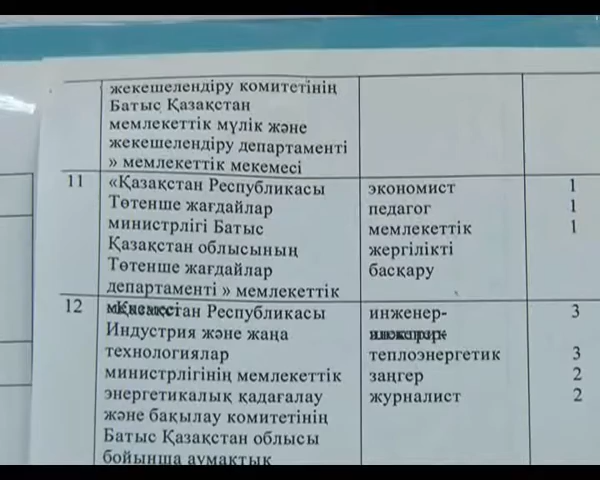 жекешелендіру комитетінің
Батыс Қазақстан
мемлекеттік мүлік және
жекешелендіру департаменті
» мемлекеттік мекемесі
11 «Қазақстан Республикасы экономист 1
Төтенше жағдайлар педагог 1
министрлігі Батыс мемлекеттік 1
Қазақстан облысының жергілікті
Төтенше жағдайлар басқару
департаменті » мемлекеттік
12 Республикасы инженер- 3
Индустрия және жаңа
технологиялар теплоэнергетик 3
министрлігінің мемлекеттік заңгер 2
энергетикалық қадағалау журналист 2
және бақылау комитетінің
Батыс Қазақстан облысы
бойынша аумақтық